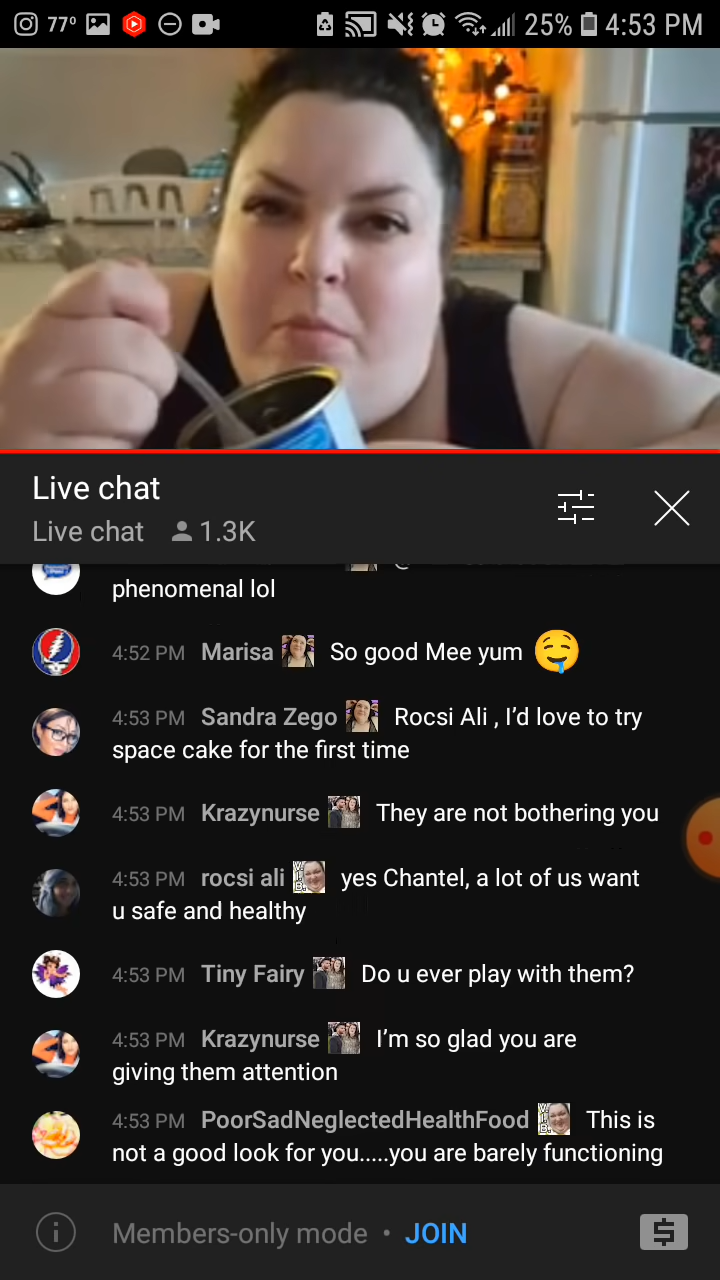 77°
25% 4:53 PM
Live chat
Live chat 1.3K
phenomenal lol
4:52 PM Marisa So good Mee yum 🤤
4:53 PM Sandra Zego Rocsi Ali , I'd love to try
space cake for the first time
4:53 PM Krazynurse They are not bothering you
4:53 PM rocsi ali yes Chantel, a lot of us want
u safe and healthy
4:53 PM Tiny Fairy Do u ever play with them?
4:53 PM Krazynurse I'm so glad you are
giving them attention
4:53 PM PoorSadNeglectedHealthFood This is
not a good look for you.....you are barely functioning
Members-only mode • JOIN